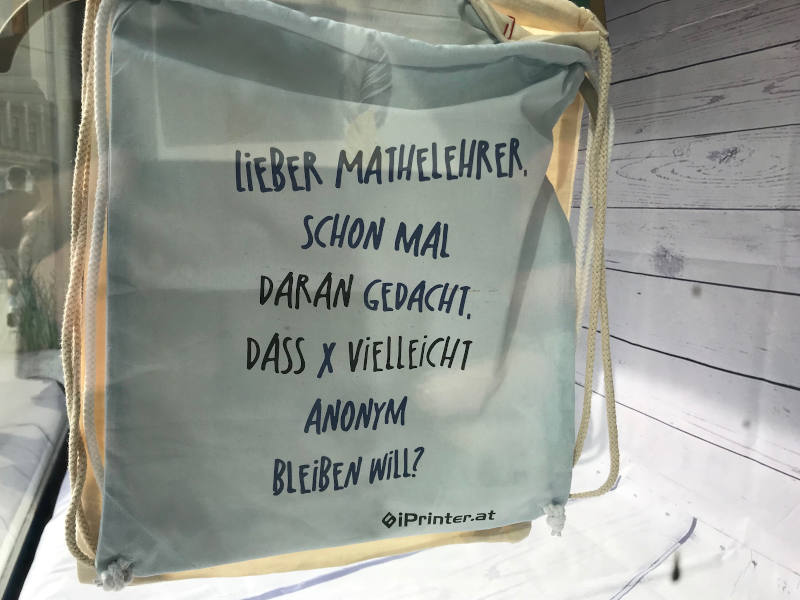 LiEBER MATHELEHRER,
SCHON MAL
DARAN GEDACHT,
DASS X ViELLEiCHT
ANONYM
BLEiBEN WiLL?
iPrinter.at